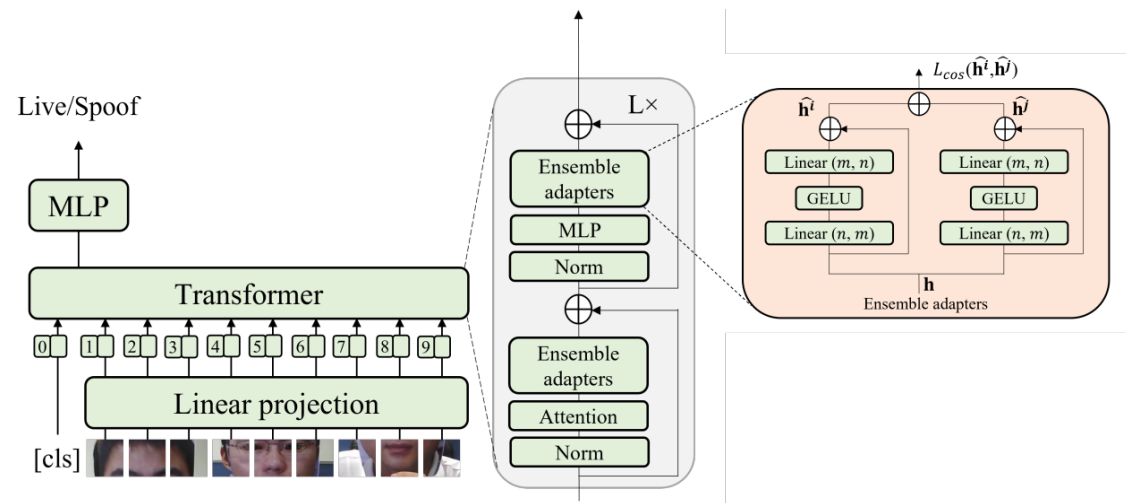 Live/Spoof
MLP
Transformer
0 1 2 3 4 5 6 7 8 9
Linear projection
[cls]
L×
Ensemble
adapters
MLP
Norm
Ensemble
adapters
Attention
Norm
L_cos(ĥ^i,ĥ^j)
ĥ^i ĥ^j
Linear (m, n) Linear (m, n)
GELU GELU
Linear (n, m) Linear (n, m)
h
Ensemble adapters